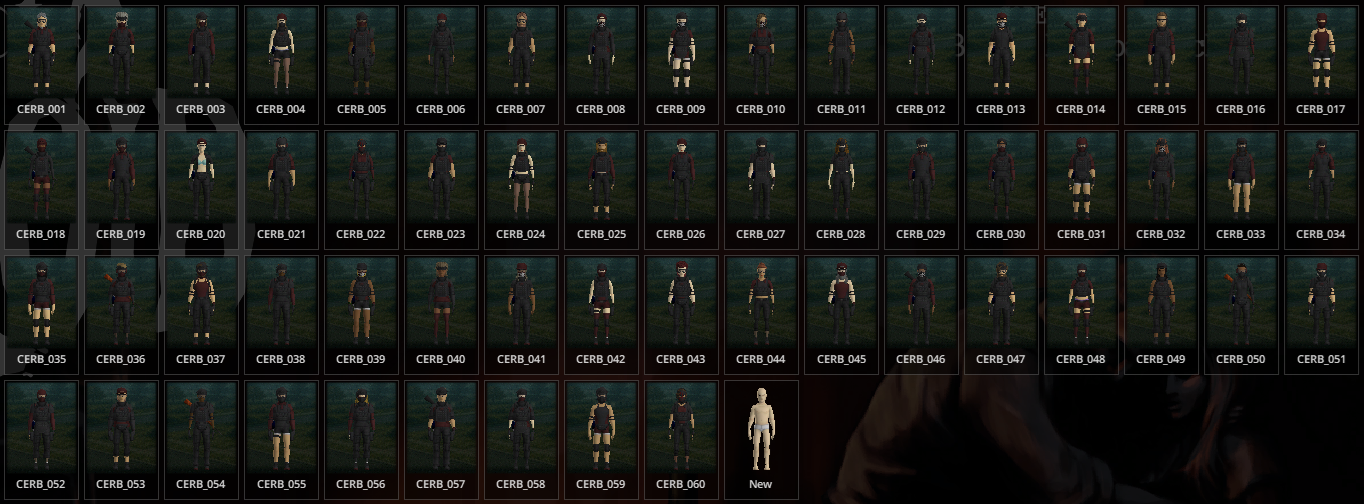 CERB_001 CERB_002 CERB_003 CERB_004 CERB_005 CERB_006 CERB_007 CERB_008 CERB_009 CERB_010 CERB_011 CERB_012 CERB_013 CERB_014 CERB_015 CERB_016 CERB_017
CERB_018 CERB_019 CERB_020 CERB_021 CERB_022 CERB_023 CERB_024 CERB_025 CERB_026 CERB_027 CERB_028 CERB_029 CERB_030 CERB_031 CERB_032 CERB_033 CERB_034
CERB_035 CERB_036 CERB_037 CERB_038 CERB_039 CERB_040 CERB_041 CERB_042 CERB_043 CERB_044 CERB_045 CERB_046 CERB_047 CERB_048 CERB_049 CERB_050 CERB_051
CERB_052 CERB_053 CERB_054 CERB_055 CERB_056 CERB_057 CERB_058 CERB_059 CERB_060 New